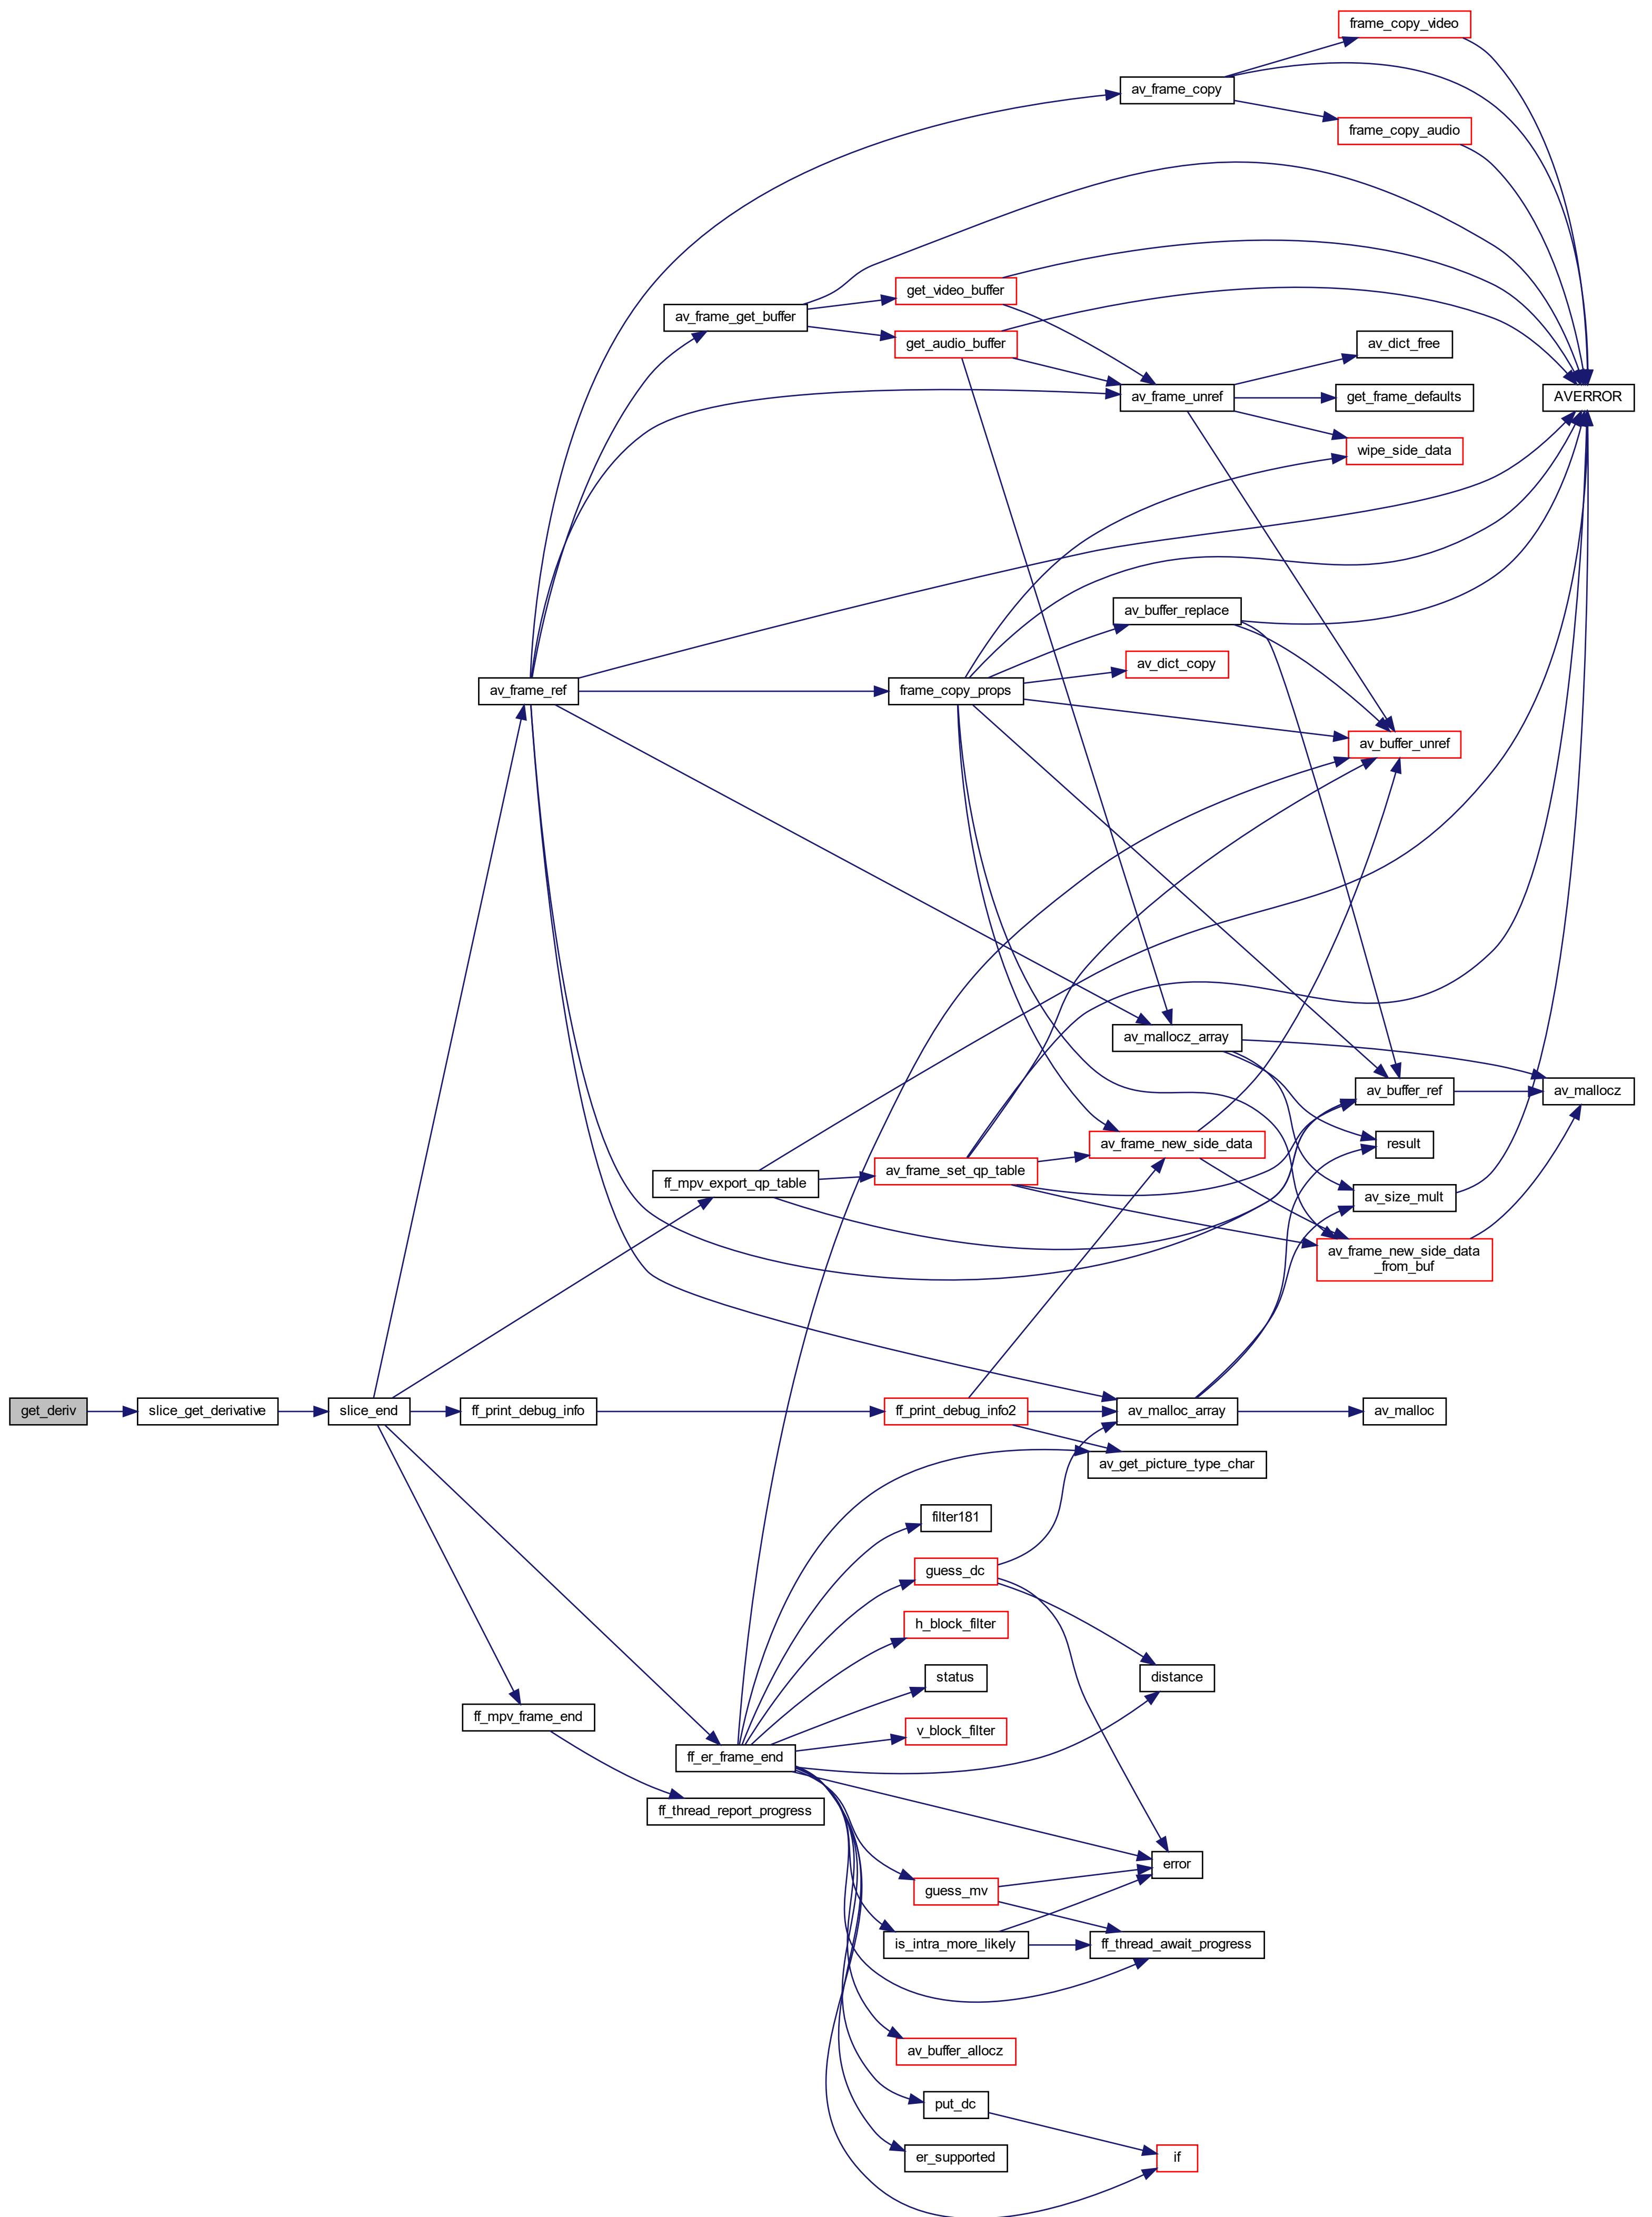 frame_copy_video
av_frame_copy
frame_copy_audio
get_video_buffer
av_frame_get_buffer
get_audio_buffer
av_dict_free
av_frame_unref
get_frame_defaults
AVERROR
wipe_side_data
av_buffer_replace
av_dict_copy
av_frame_ref
frame_copy_props
av_buffer_unref
av_mallocz_array
av_buffer_ref
av_mallocz
av_frame_new_side_data
result
av_frame_set_qp_table
ff_mpv_export_qp_table
av_size_mult
av_frame_new_side_data
_from_buf
get_deriv
slice_get_derivative
slice_end
ff_print_debug_info
ff_print_debug_info2
av_malloc_array
av_malloc
av_get_picture_type_char
filter181
guess_dc
h_block_filter
status
distance
ff_mpv_frame_end
v_block_filter
ff_er_frame_end
ff_thread_report_progress
error
guess_mv
is_intra_more_likely
ff_thread_await_progress
av_buffer_allocz
put_dc
er_supported
if